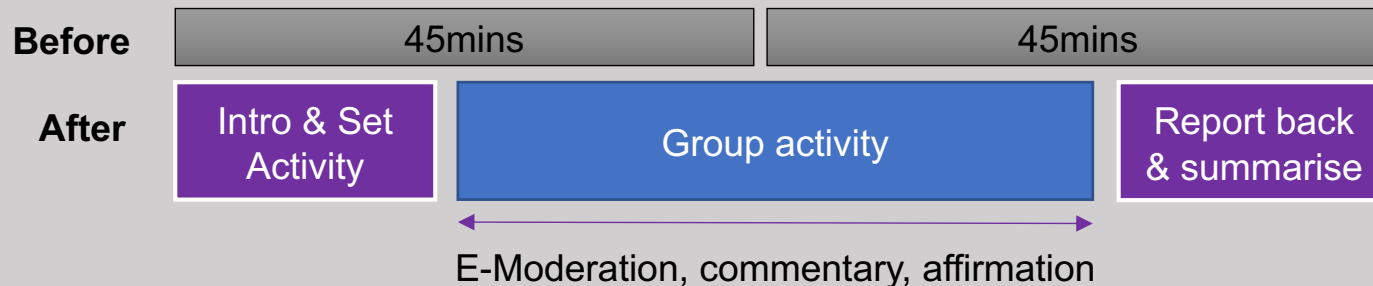 Before
45mins
45mins
After
Intro & Set
Activity
Group activity
Report back
& summarise
E-Moderation, commentary, affirmation